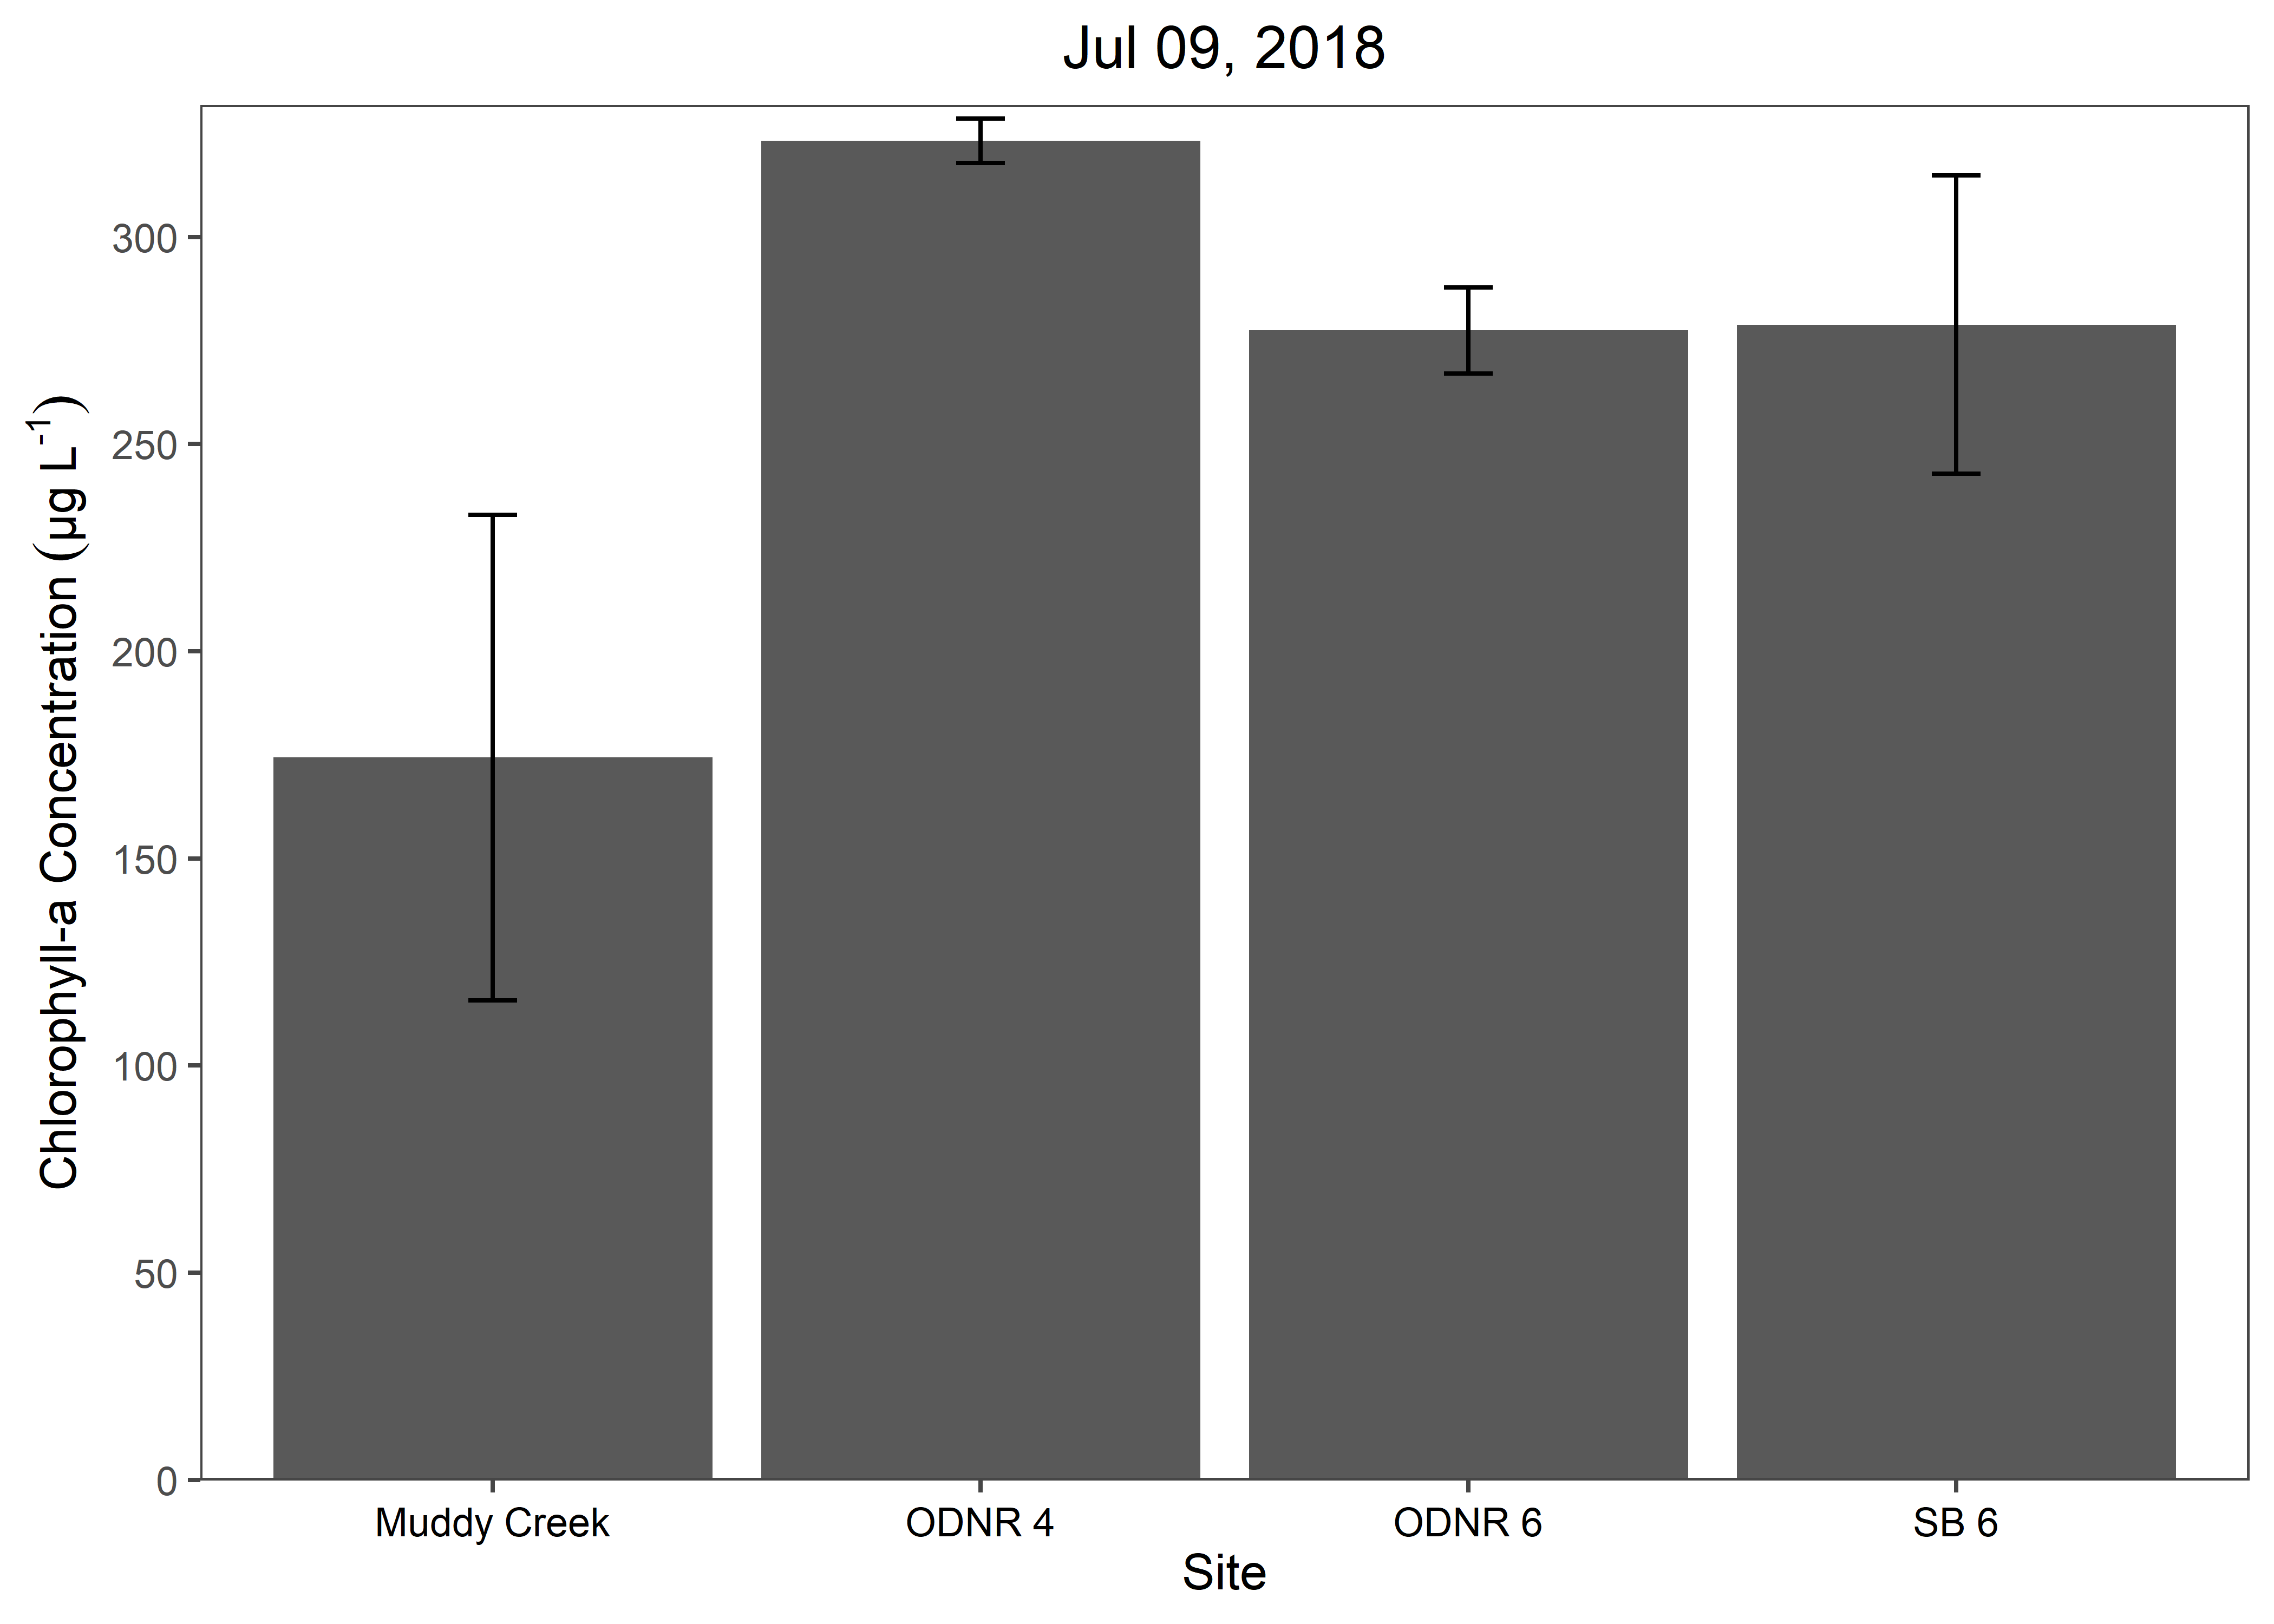 Jul 09, 2018
Chlorophyll-a Concentration (µg L⁻¹)
300
250
200
150
100
50
0
Muddy Creek
ODNR 4
ODNR 6
SB 6
Site